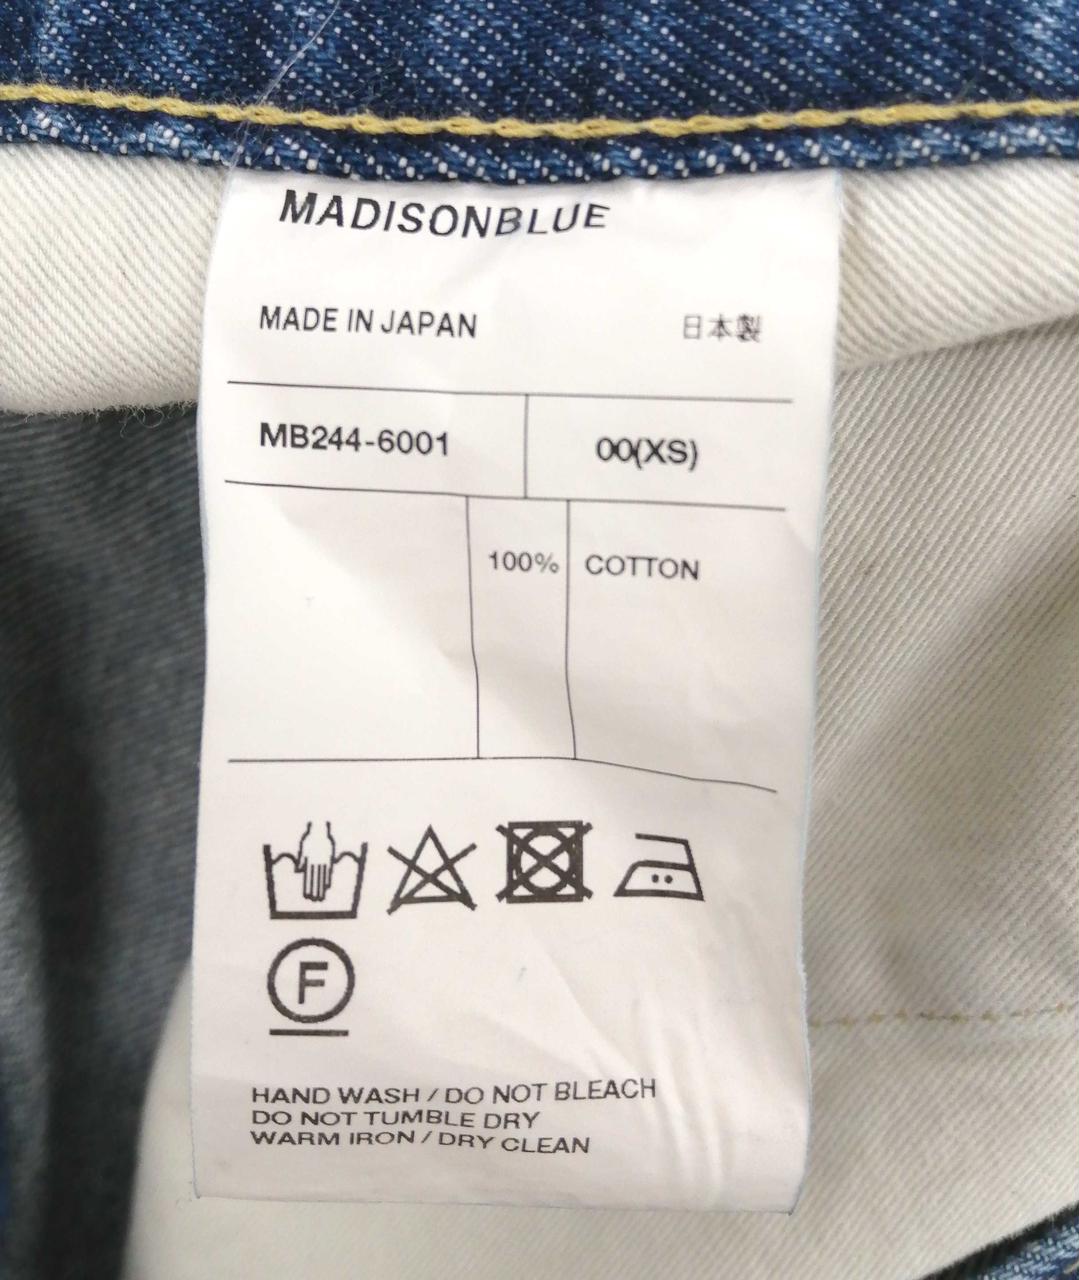 MADISONBLUE
MADE IN JAPAN 日本製
MB244-6001 00(XS)
100% COTTON
F
HAND WASH / DO NOT BLEACH
DO NOT TUMBLE DRY
WARM IRON / DRY CLEAN